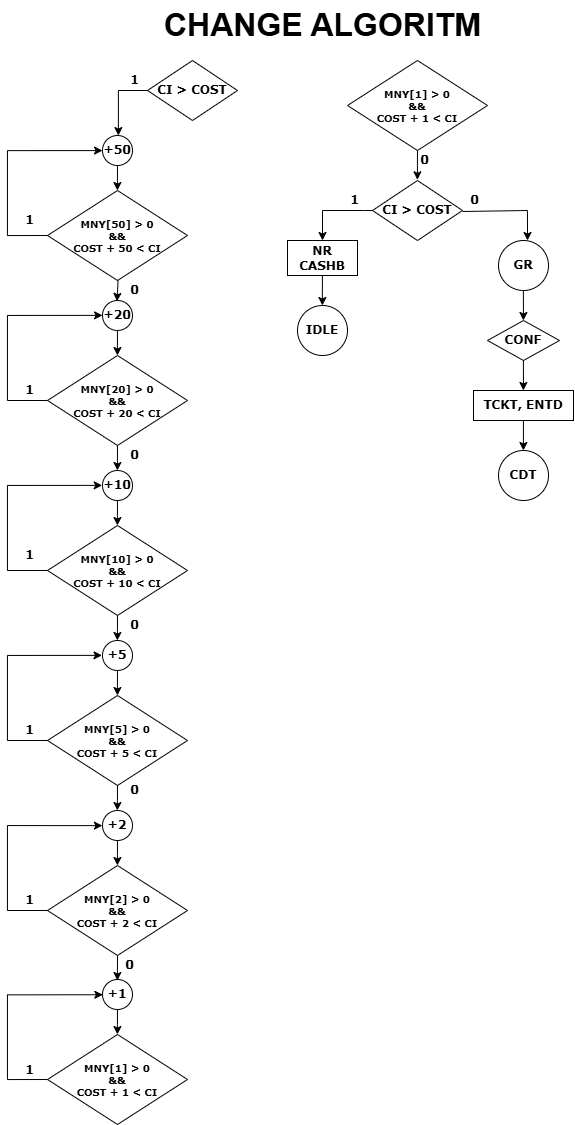 CHANGE ALGORITM
1
CI > COST
+50
1
MNY[50] > 0
&&
COST + 50 < CI
0
+20
1
MNY[20] > 0
&&
COST + 20 < CI
0
+10
1
MNY[10] > 0
&&
COST + 10 < CI
0
+5
1
MNY[5] > 0
&&
COST + 5 < CI
0
+2
1
MNY[2] > 0
&&
COST + 2 < CI
0
+1
1
MNY[1] > 0
&&
COST + 1 < CI
MNY[1] > 0
&&
COST + 1 < CI
0
1
CI > COST
0
NR
CASHB
IDLE
GR
CONF
TCKT, ENTD
CDT